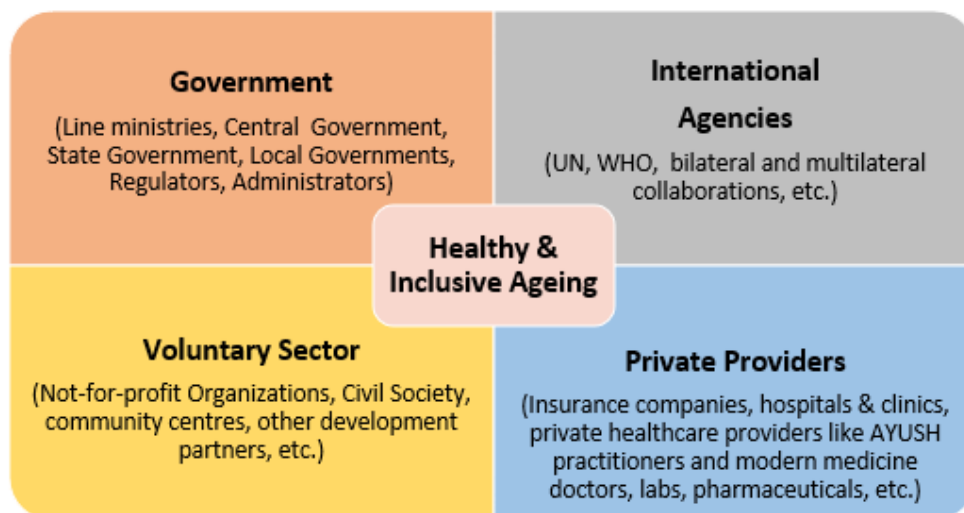 Government
(Line ministries, Central Government,
State Government, Local Governments,
Regulators, Administrators)
International
Agencies
(UN, WHO, bilateral and multilateral
collaborations, etc.)
Healthy &
Inclusive Ageing
Voluntary Sector
(Not-for-profit Organizations, Civil Society,
community centres, other development
partners, etc.)
Private Providers
(Insurance companies, hospitals & clinics,
private healthcare providers like AYUSH
practitioners and modern medicine
doctors, labs, pharmaceuticals, etc.)